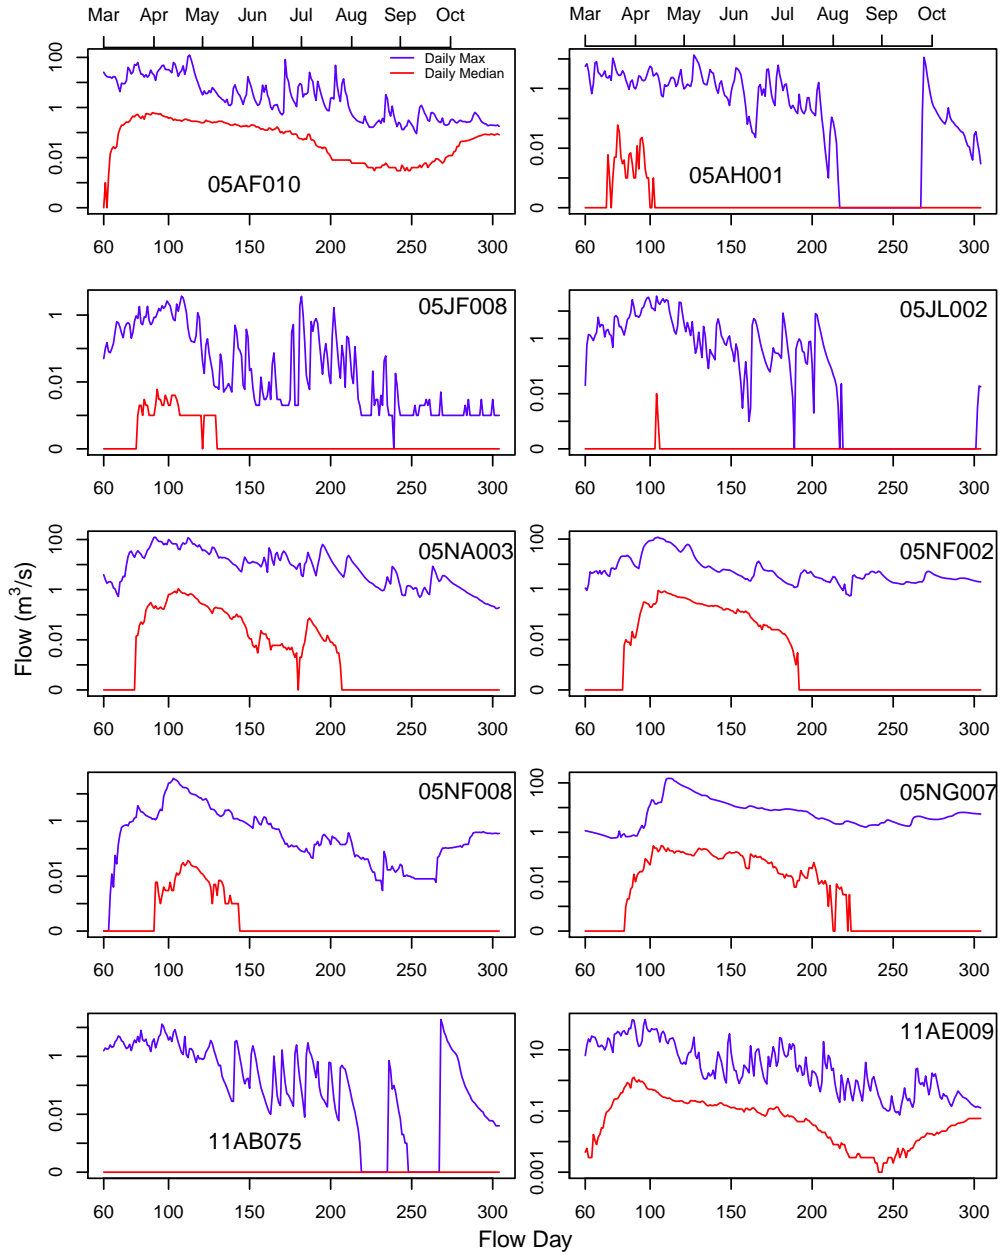 Mar Apr May Jun Jul Aug Sep Oct
Mar Apr May Jun Jul Aug Sep Oct
Daily Max
Daily Median
100
1
0.01
0
05AF010
60 100 150 200 250 300
1
0.01
0
05AH001
60 100 150 200 250 300
05JF008
1
0.01
0
60 100 150 200 250 300
05JL002
1
0.01
0
60 100 150 200 250 300
05NA003
100
1
0.01
0
60 100 150 200 250 300
05NF002
100
1
0.01
0
60 100 150 200 250 300
Flow (m³/s)
05NF008
1
0.01
0
60 100 150 200 250 300
05NG007
100
1
0.01
0
60 100 150 200 250 300
1
0.01
0
11AB075
60 100 150 200 250 300
11AE009
10
0.1
0.001
60 100 150 200 250 300
Flow Day